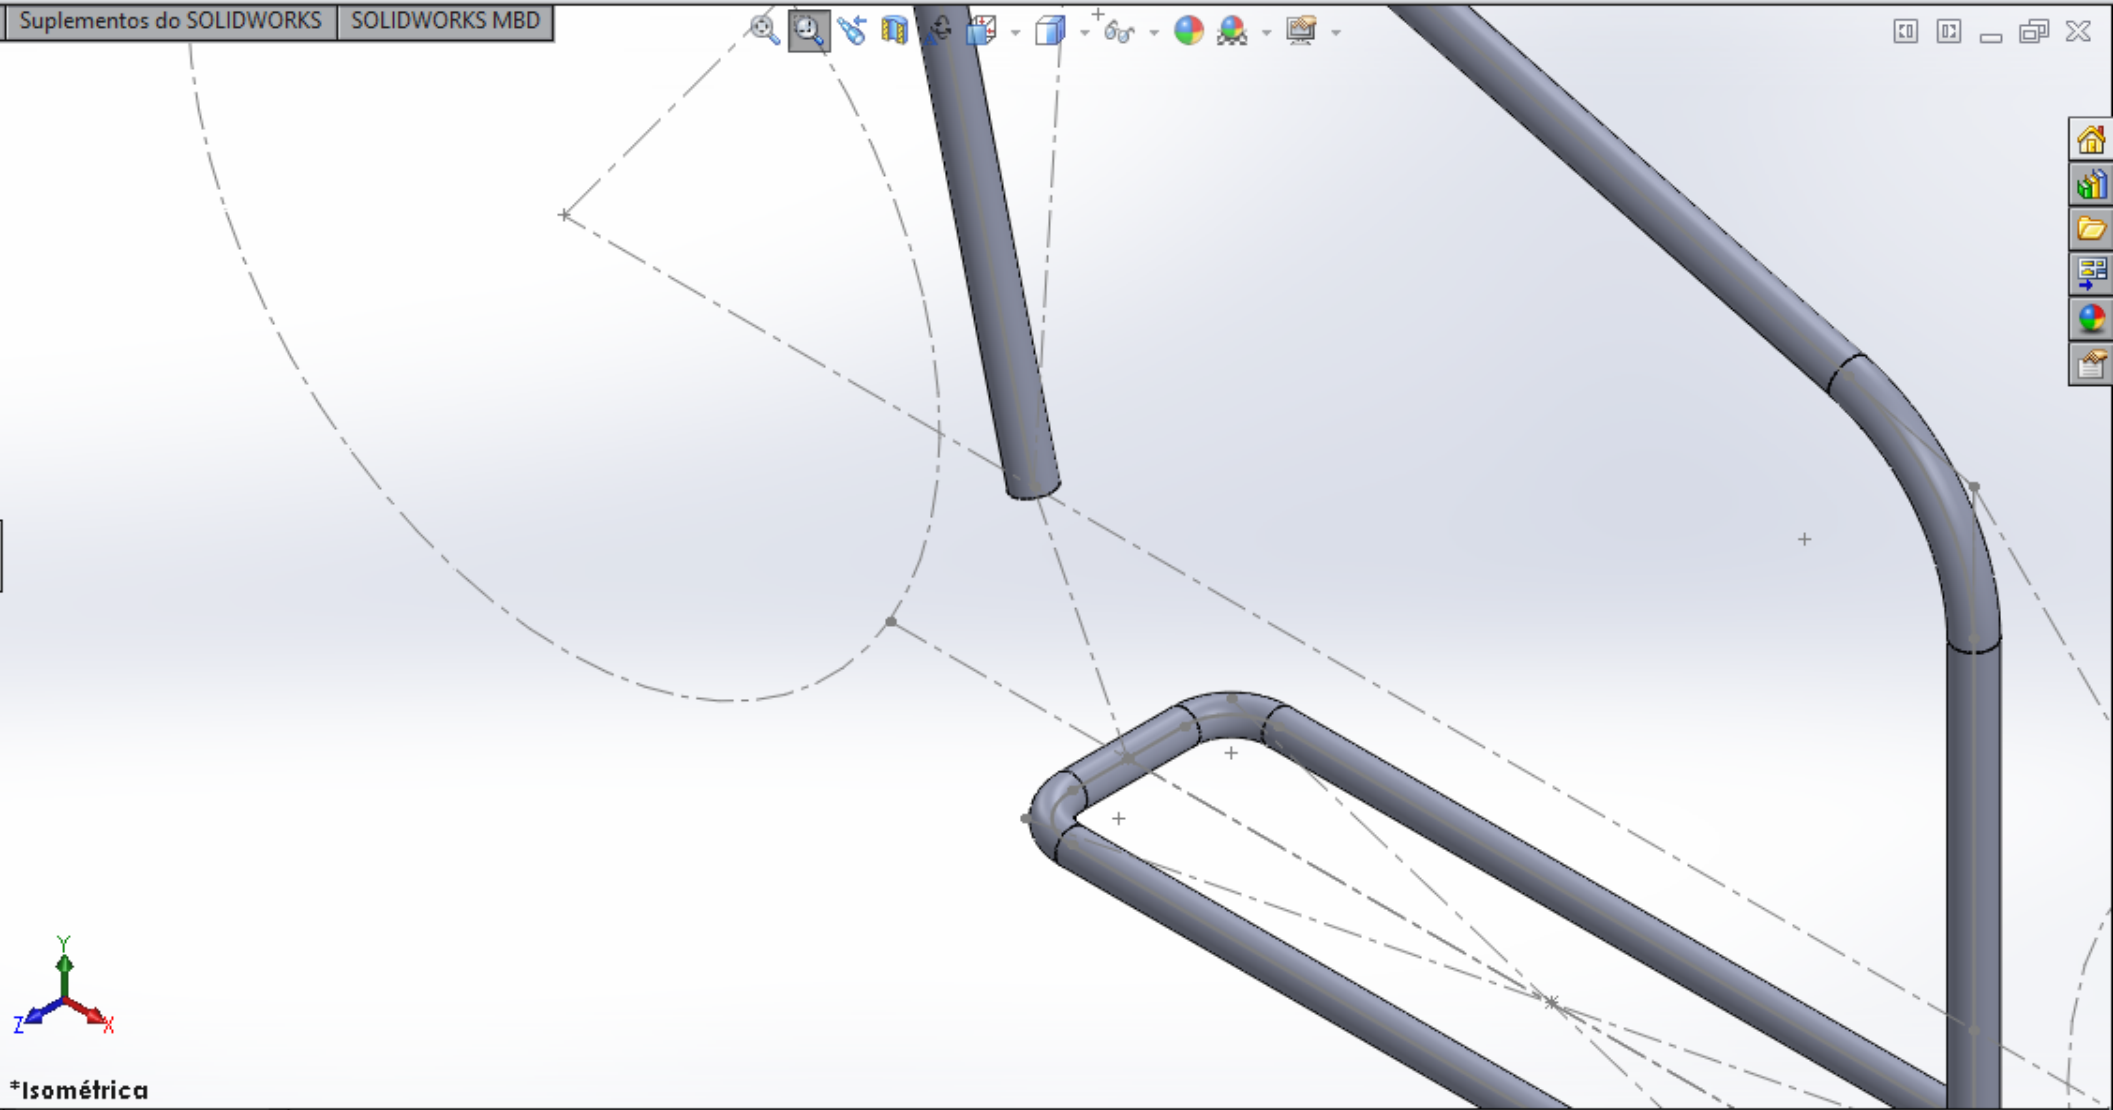 Suplementos do SOLIDWORKS
SOLIDWORKS MBD
Y
Z
X
*Isométrica